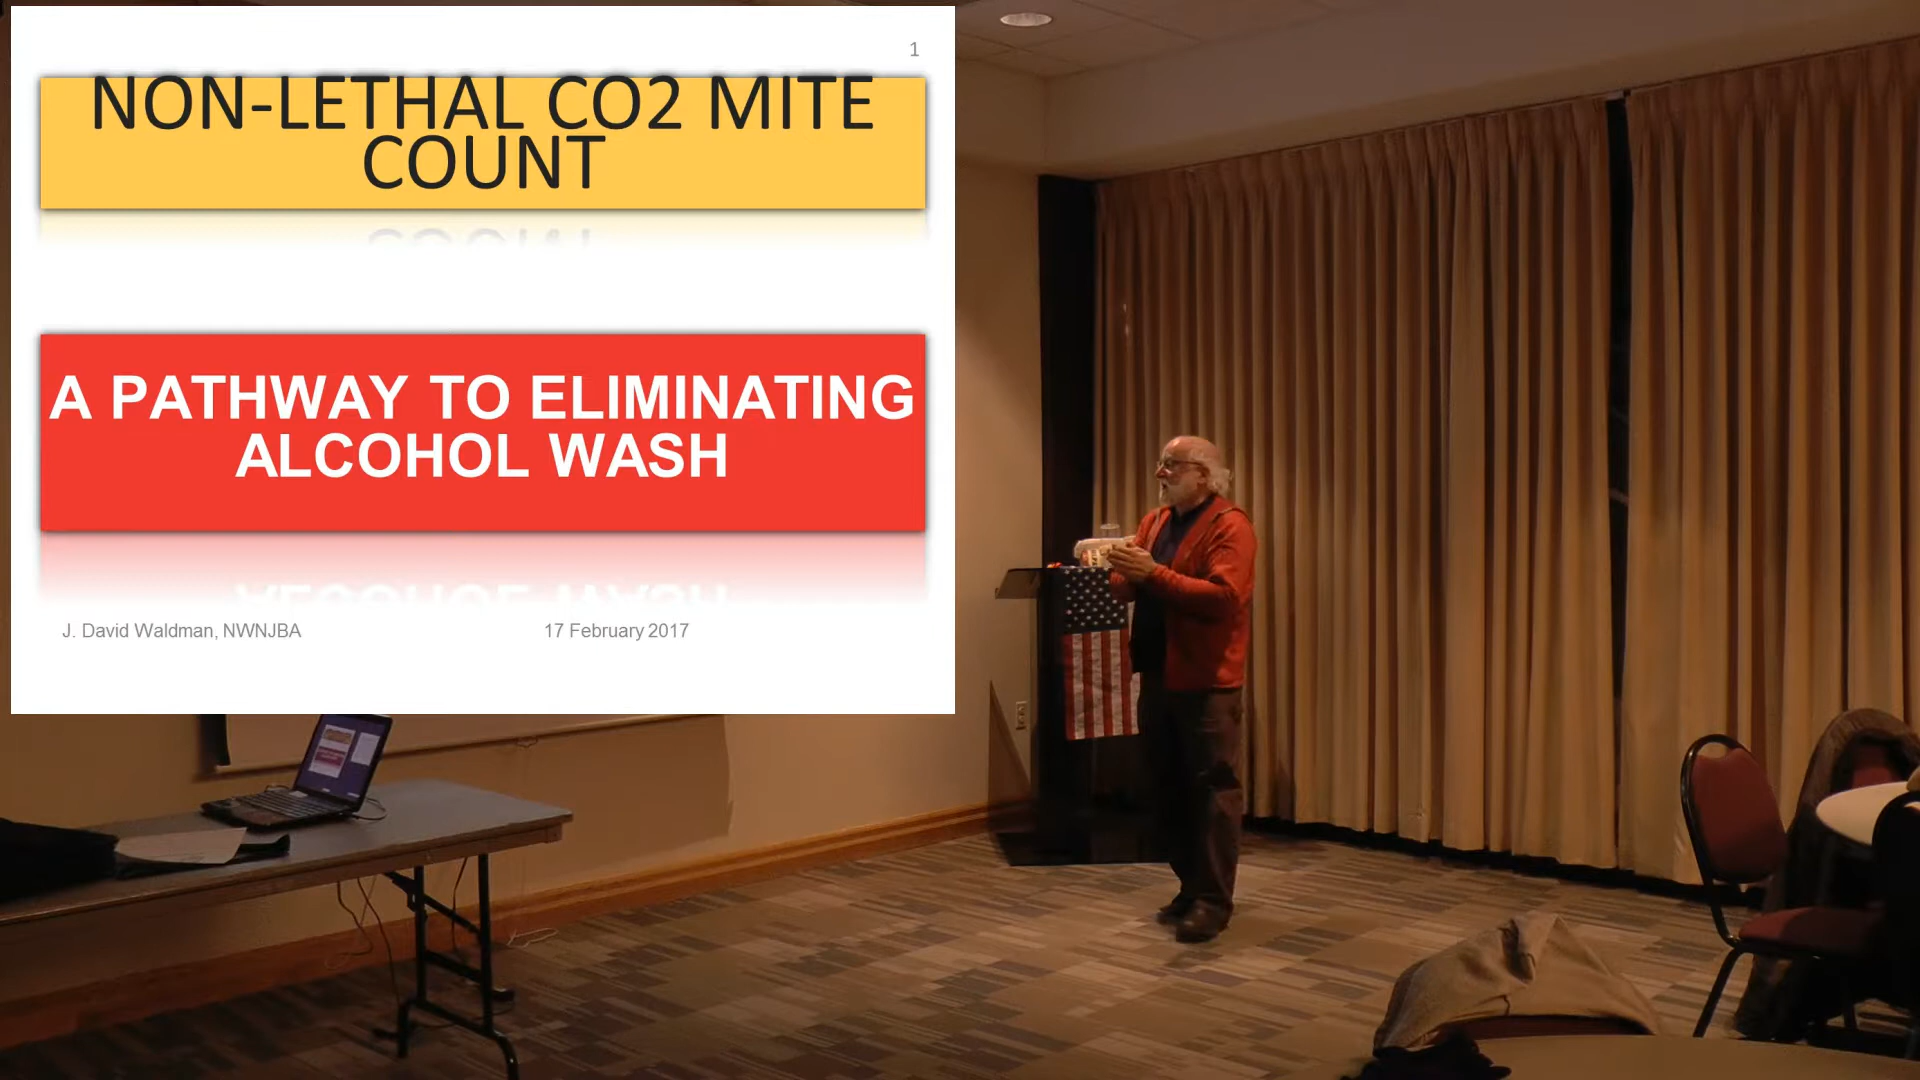 1
NON-LETHAL CO2 MITE
COUNT
A PATHWAY TO ELIMINATING
ALCOHOL WASH
J. David Waldman, NWNJBA
17 February 2017